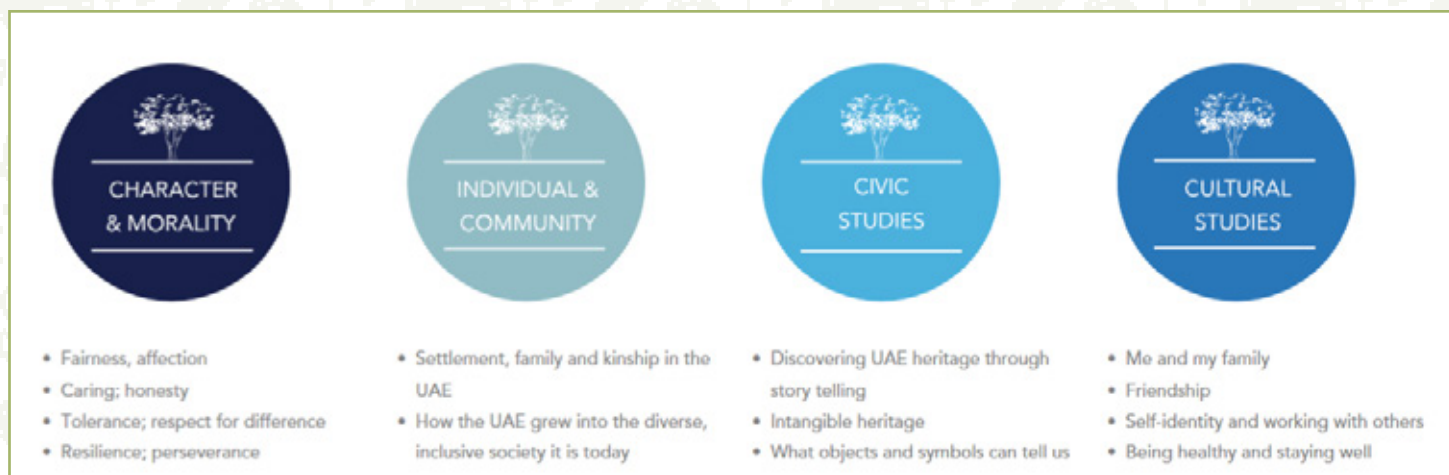 CHARACTER
& MORALITY
INDIVIDUAL &
COMMUNITY
CIVIC
STUDIES
CULTURAL
STUDIES
• Fairness, affection
• Caring; honesty
• Tolerance; respect for difference
• Resilience; perseverance
• Settlement, family and kinship in the
UAE
• How the UAE grew into the diverse,
inclusive society it is today
• Discovering UAE heritage through
story telling
• Intangible heritage
• What objects and symbols can tell us
• Me and my family
• Friendship
• Self-identity and working with others
• Being healthy and staying well